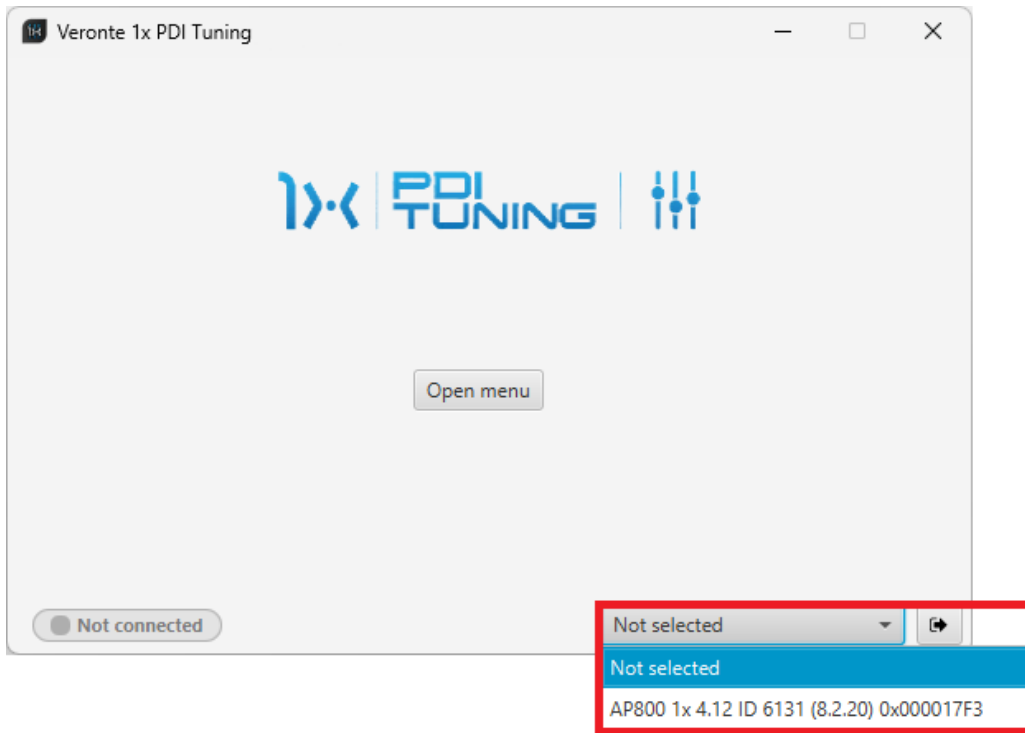 Veronte 1x PDI Tuning
1x PDI TUNING
Open menu
Not connected
Not selected
Not selected
AP800 1x 4.12 ID 6131 (8.2.20) 0x000017F3